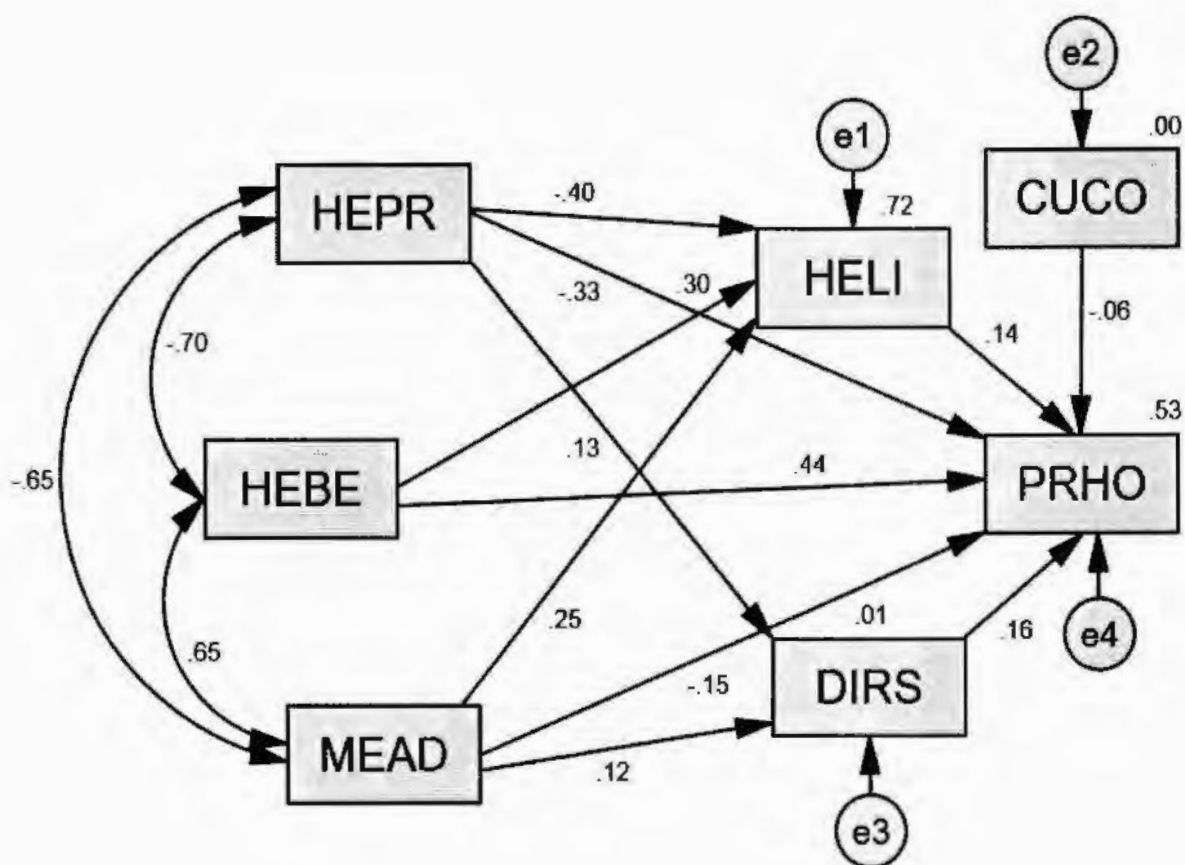 e2
.00
e1
CUCO
HEPR
-.40
.72
HELI
-.33
.30
-.06
.14
-.70
.53
.13
-.65
HEBE
.44
PRHO
.25
.01
.16
e4
.65
-.15
DIRS
MEAD
.12
e3